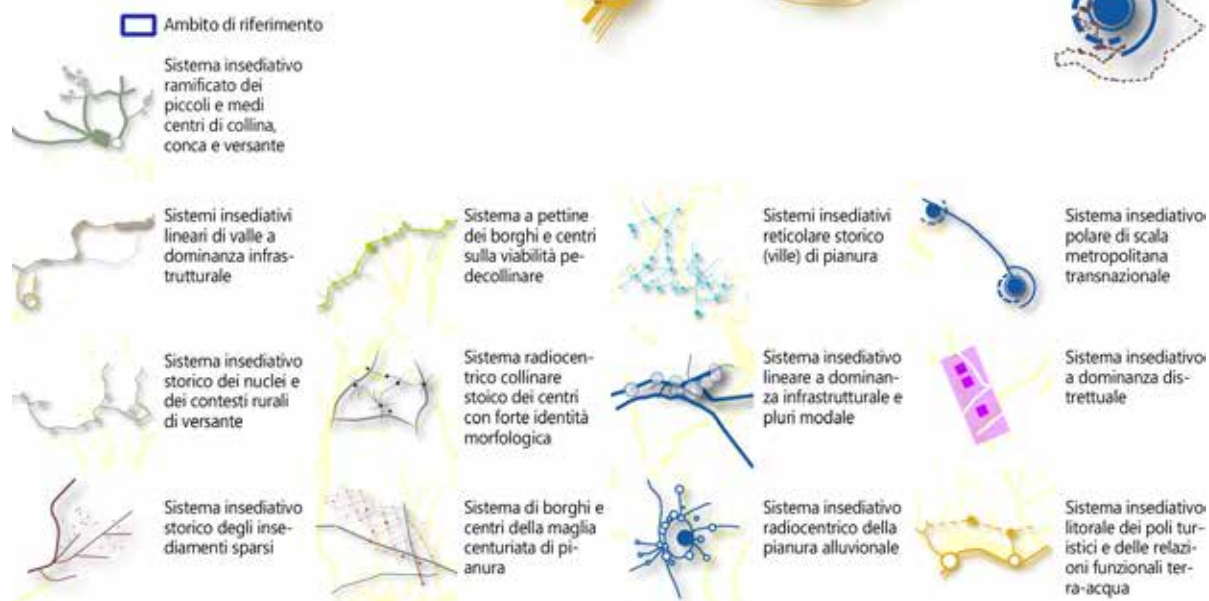 Ambito di riferimento
Sistema insediativo
ramificato dei
piccoli e medi
centri di collina,
conca e versante
Sistemi insediativi
lineari di valle a
dominanza infras-
trutturale
Sistema a pettine
dei borghi e centri
sulla viabilità pe-
decollinare
Sistemi insediativi
reticolare storico
(ville) di pianura
Sistema insediativo
polare di scala
metropolitana
transnazionale
Sistema insediativo
storico dei nuclei e
dei contesti rurali
di versante
Sistema radiocen-
trico collinare
stoico dei centri
con forte identità
morfologica
Sistema insediativo
lineare a dominan-
za infrastrutturale e
pluri modale
Sistema insediativo
a dominanza dis-
trettuale
Sistema insediativo
storico degli inse-
diamenti sparsi
Sistema di borghi e
centri della maglia
centuriata di pi-
anura
Sistema insediativo
radiocentrico della
pianura alluvionale
Sistema insediativo
litorale dei poli tur-
istici e delle relazi-
oni funzionali ter-
ra-acqua